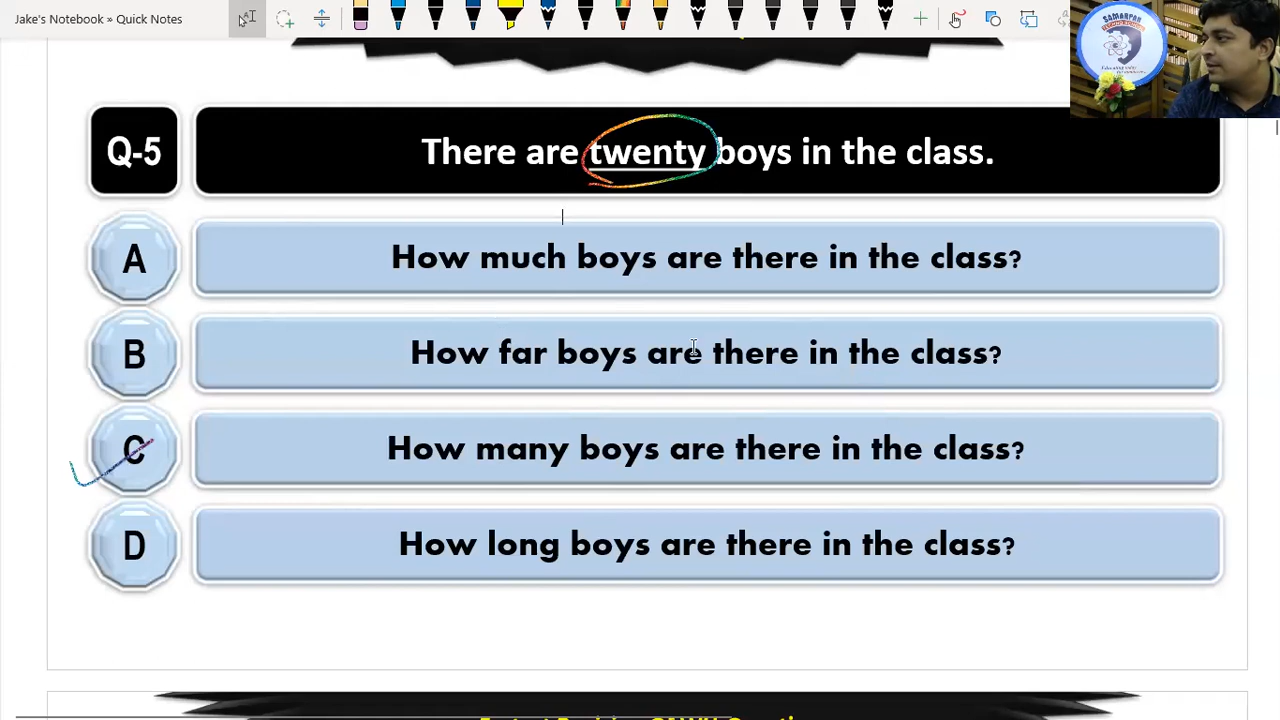 Jake's Notebook » Quick Notes
SAMARPAN
Q-5
There are twenty boys in the class.
A
How much boys are there in the class?
B
How far boys are there in the class?
C
How many boys are there in the class?
D
How long boys are there in the class?